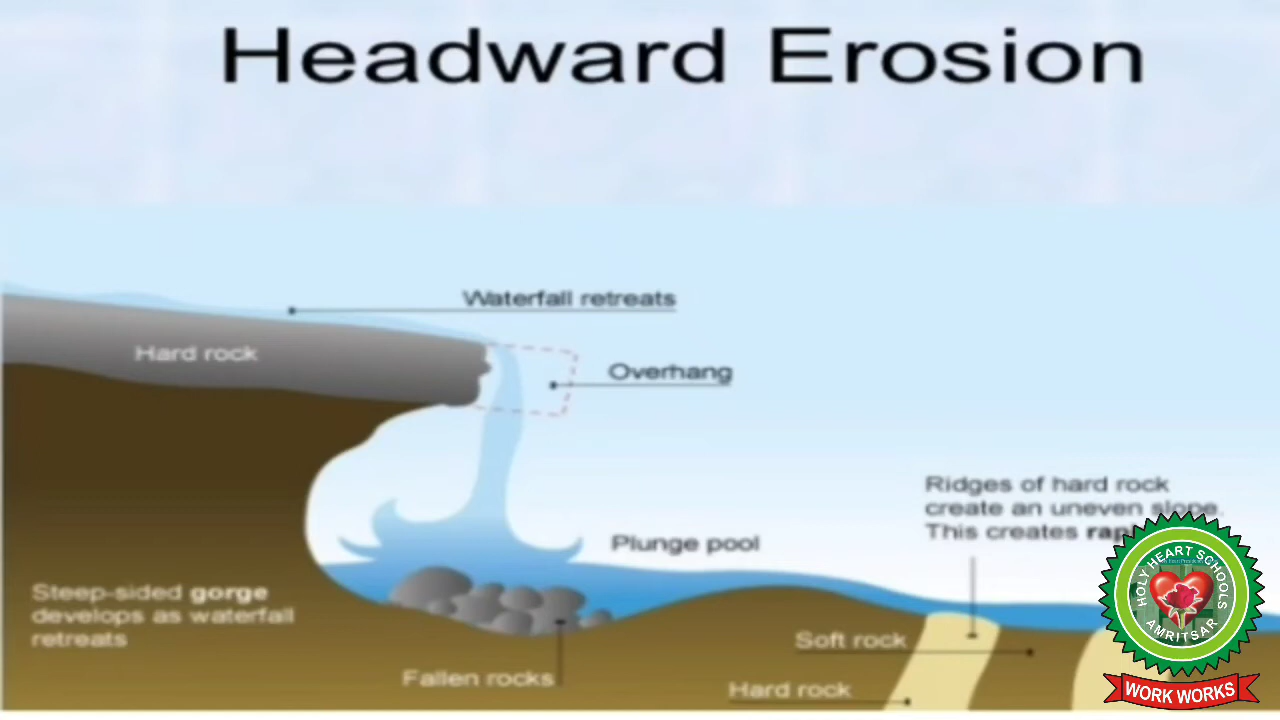 Headward Erosion
Waterfall retreats
Hard rock
Overhang
Ridges of hard rock
create an uneven slope.
This creates
Plunge pool
Steep-sided gorge
develops as waterfall
retreats
Soft rock
Fallen rocks
Hard rock
HOLY HEART SCHOOLS
AMRITSAR
WORK WORKS